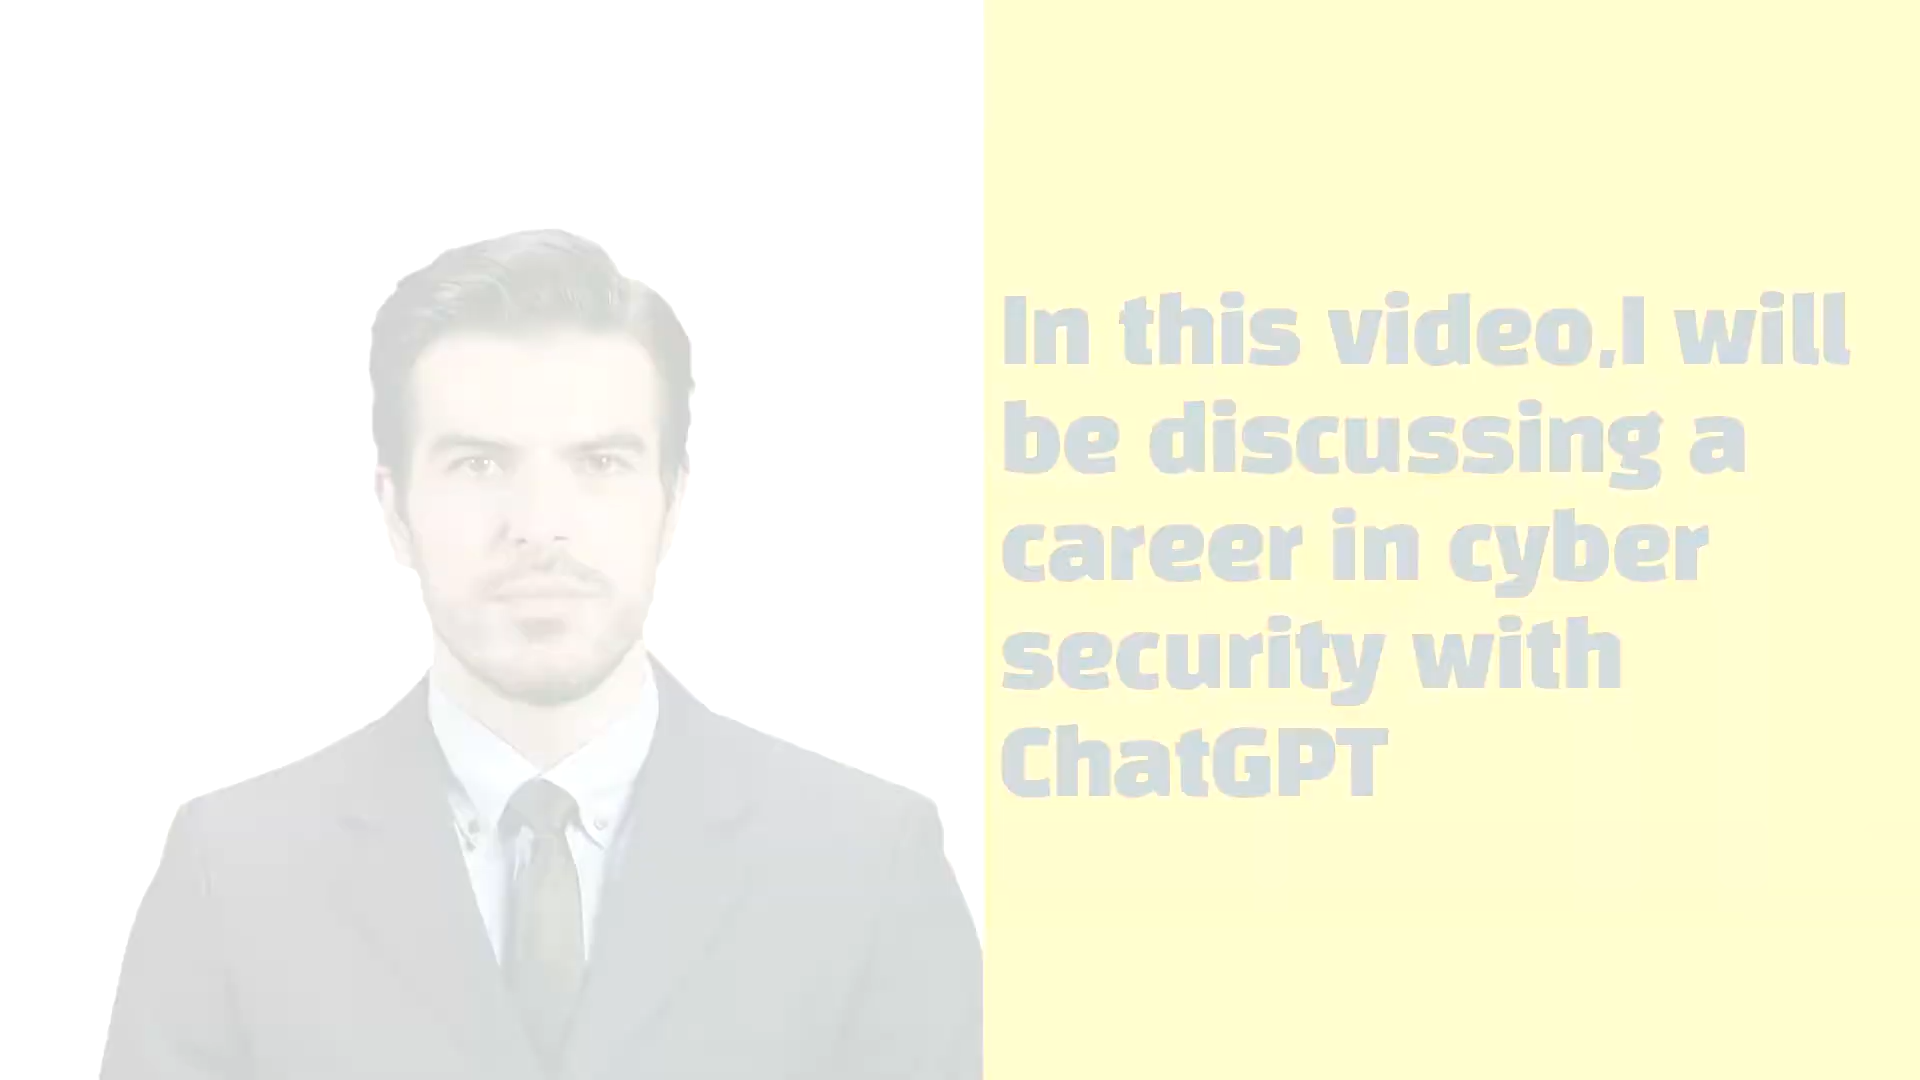 In this video,I will
be discussing a
career in cyber
security with
ChatGPT